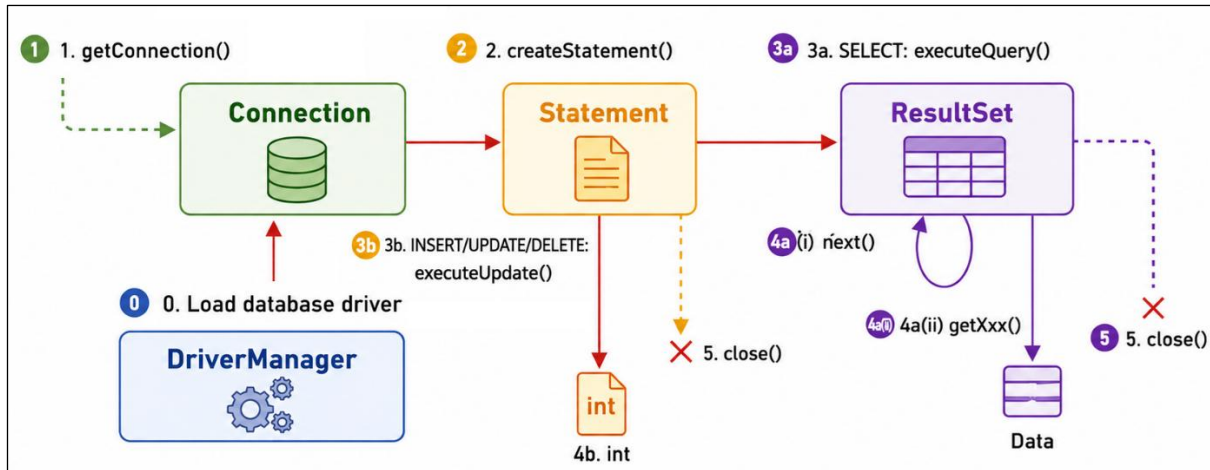 1 1. getConnection()
2 2. createStatement()
3a 3a. SELECT: executeQuery()
Connection
Statement
ResultSet
3b 3b. INSERT/UPDATE/DELETE:
executeUpdate()
4a (i) next()
0 0. Load database driver
DriverManager
5. close()
4a(ii) 4a(ii) getXxx()
5 5. close()
int
4b. int
Data